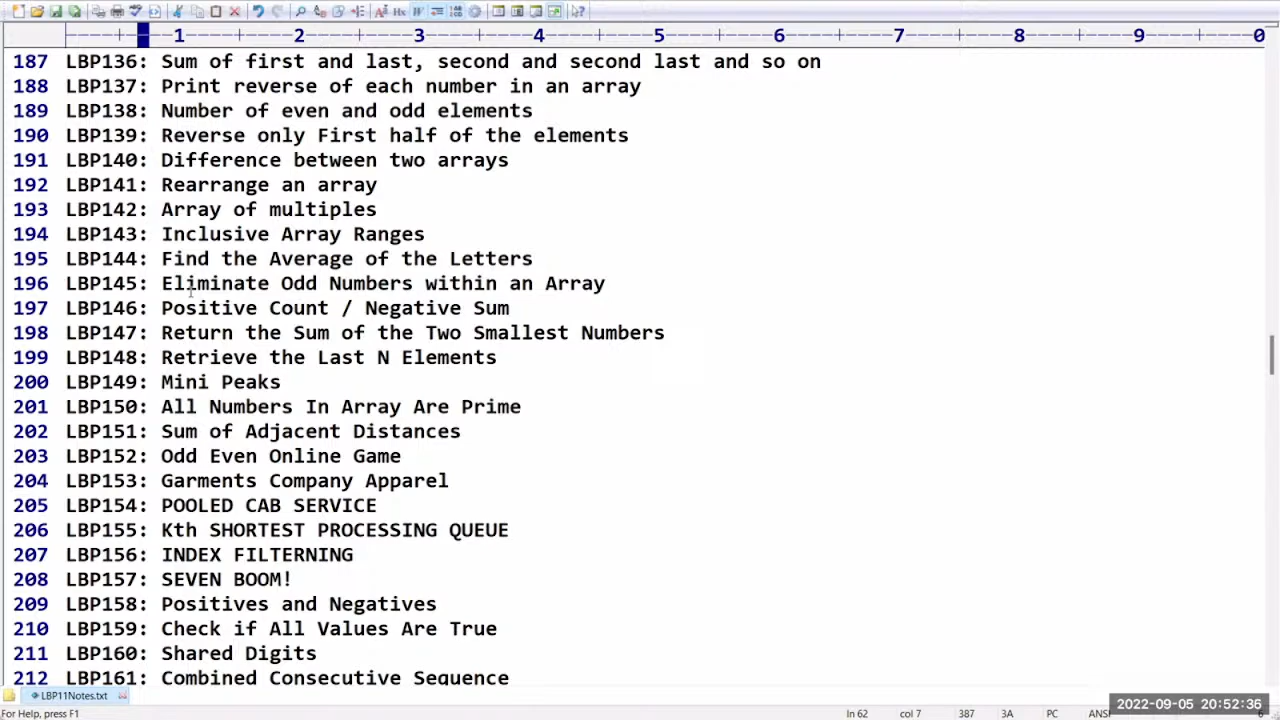 1 2 3 4 5 6 7 8 9 0
187 LBP136: Sum of first and last, second and second last and so on
188 LBP137: Print reverse of each number in an array
189 LBP138: Number of even and odd elements
190 LBP139: Reverse only First half of the elements
191 LBP140: Difference between two arrays
192 LBP141: Rearrange an array
193 LBP142: Array of multiples
194 LBP143: Inclusive Array Ranges
195 LBP144: Find the Average of the Letters
196 LBP145: Eliminate Odd Numbers within an Array
197 LBP146: Positive Count / Negative Sum
198 LBP147: Return the Sum of the Two Smallest Numbers
199 LBP148: Retrieve the Last N Elements
200 LBP149: Mini Peaks
201 LBP150: All Numbers In Array Are Prime
202 LBP151: Sum of Adjacent Distances
203 LBP152: Odd Even Online Game
204 LBP153: Garments Company Apparel
205 LBP154: POOLED CAB SERVICE
206 LBP155: Kth SHORTEST PROCESSING QUEUE
207 LBP156: INDEX FILTERNING
208 LBP157: SEVEN BOOM!
209 LBP158: Positives and Negatives
210 LBP159: Check if All Values Are True
211 LBP160: Shared Digits
212 LBP161: Combined Consecutive Sequence
LBP11Notes.txt
2022-09-05 20:52:36
For Help, press F1 ln 62 col 7 387 3A PC ANSI